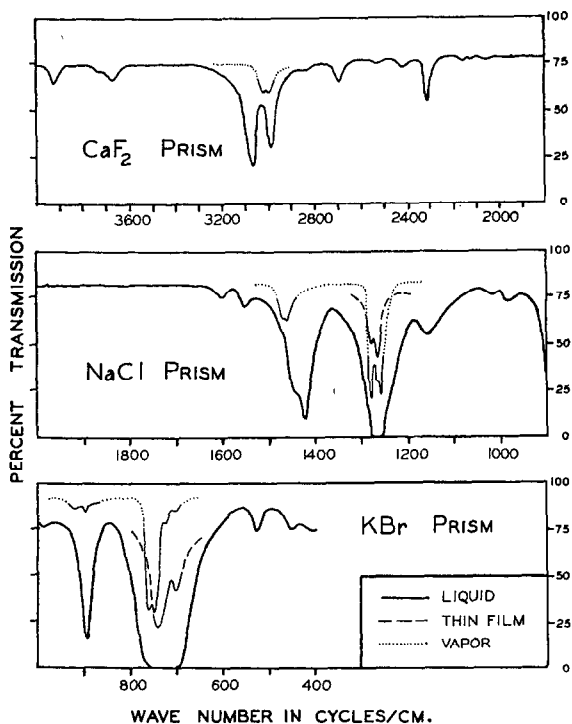 100
75
50
25
0
CaF₂ PRISM
3600 3200 2800 2400 2000
PERCENT TRANSMISSION
100
75
50
25
0
NaCl PRISM
1800 1600 1400 1200 1000
100
75
50
25
0
KBr PRISM
LIQUID
THIN FILM
VAPOR
800 600 400
WAVE NUMBER IN CYCLES/CM.